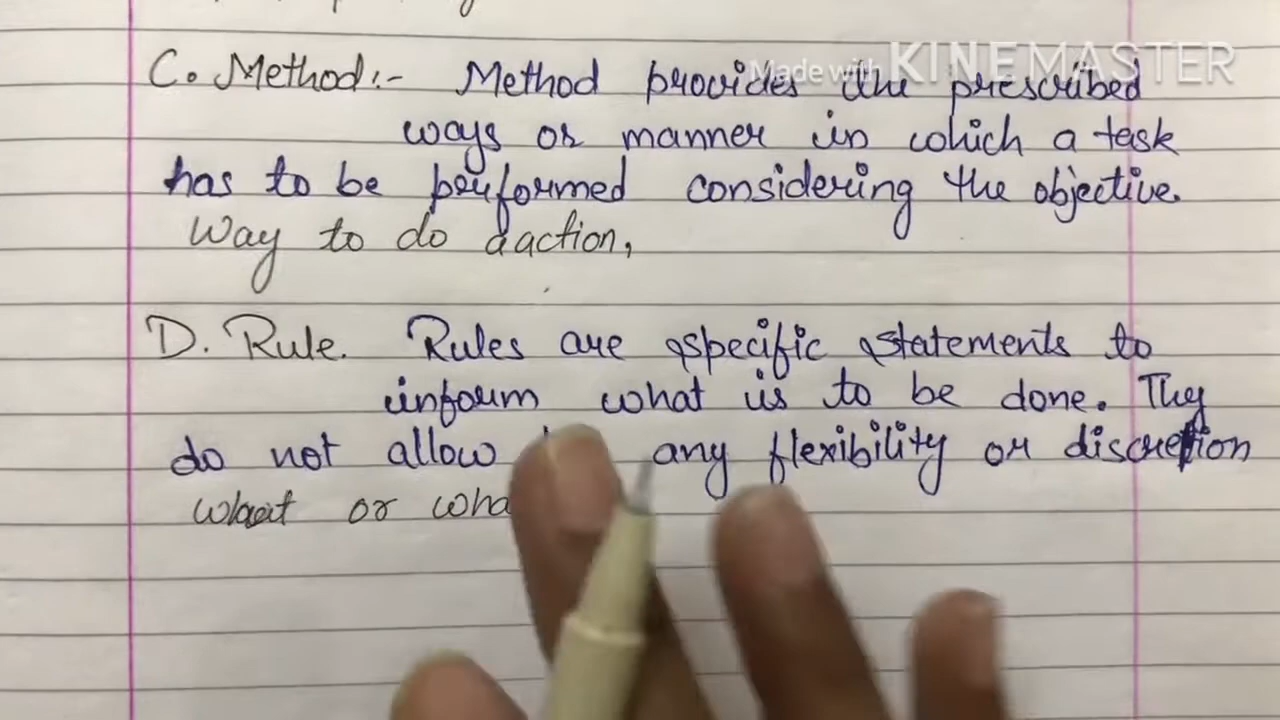 C. Method:- Method provides the prescribed
ways or manner in which a task
has to be performed considering the objective.
Way to do a action,
D. Rule. Rules are specific statements to
inform what is to be done. They
do not allow any flexibility or discretion
what or wha
Made with KINEMASTER